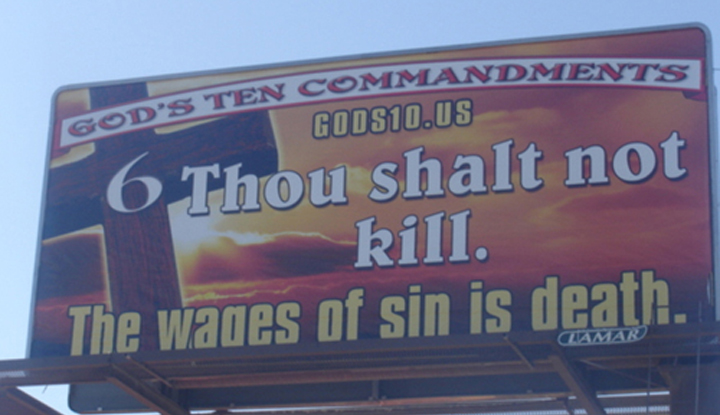 GOD'S TEN COMMANDMENTS
GODS10.US
6 Thou shalt not
kill.
The wages of sin is death.
LAMAR